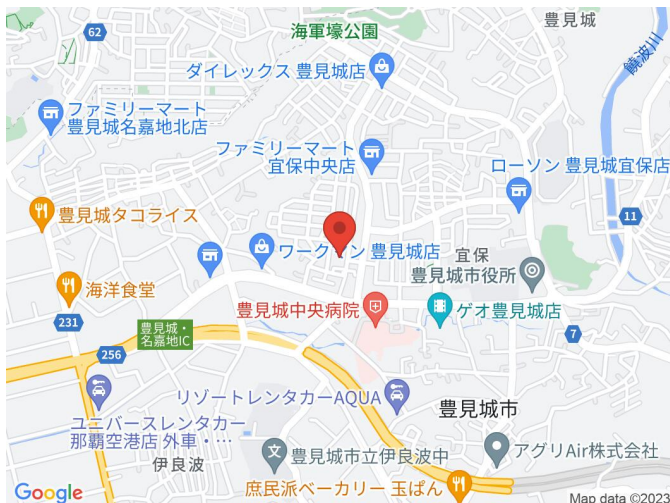 豊見城
海軍壕公園
62
饒波川
ダイレックス 豊見城店
ファミリーマート
豊見城名嘉地北店
ファミリーマート
宜保中央店
ローソン 豊見城宜保店
豊見城タコライス
11
ワークマン 豊見城店
宜保
豊見城市役所
海洋食堂
豊見城中央病院
ゲオ豊見城店
231
豊見城・
名嘉地IC
7
256
リゾートレンタカーAQUA
ユニバースレンタカー
那覇空港店 外車・…
豊見城市
伊良波
豊見城市立伊良波中
アグリAir株式会社
庶民派ベーカリー 玉ぱん
Google
Map data ©2023